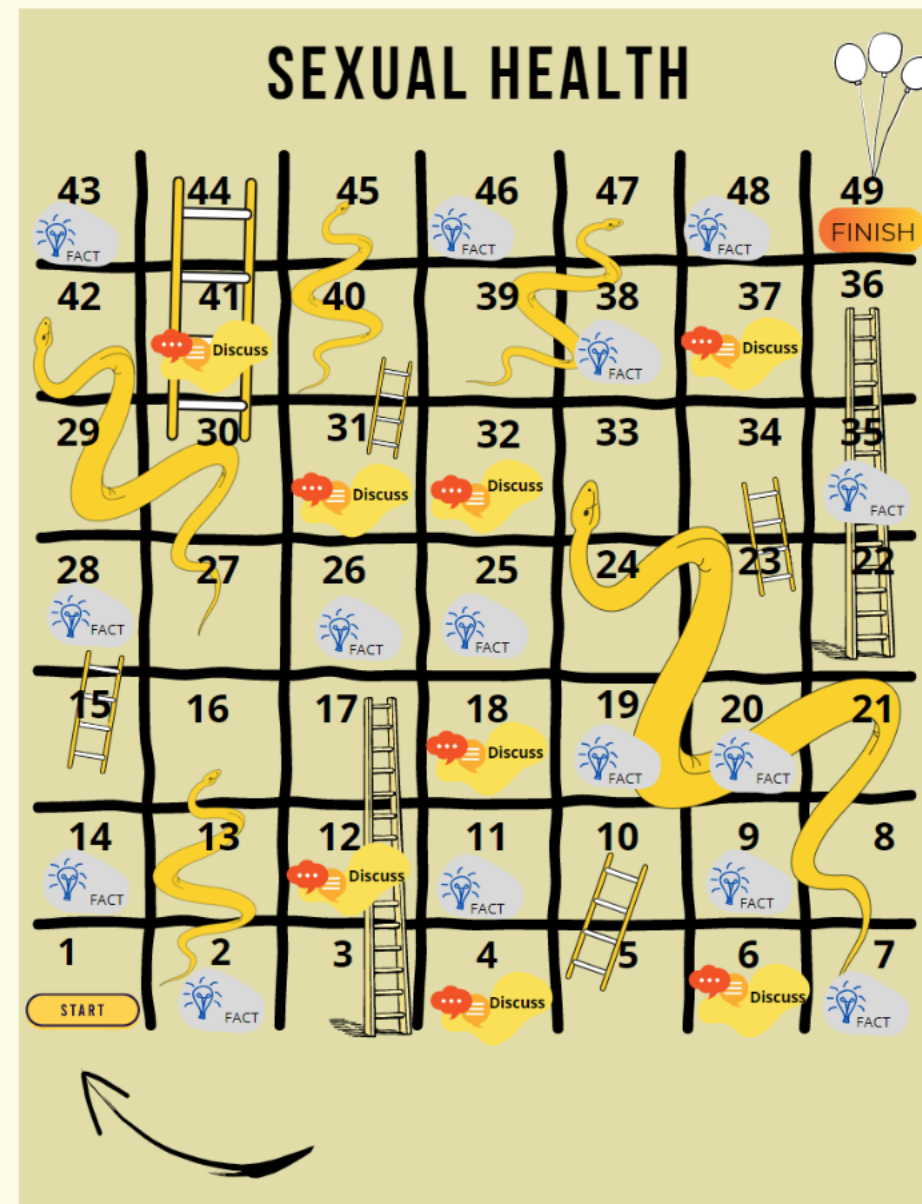 SEXUAL HEALTH
43 44 45 46 47 48 49
FACT FACT FACT FINISH
42 41 40 39 38 37 36
Discuss FACT Discuss
29 30 31 32 33 34 35
Discuss Discuss FACT
28 27 26 25 24 23 22
FACT FACT FACT
15 16 17 18 19 20 21
Discuss FACT FACT
14 13 12 11 10 9 8
FACT Discuss FACT FACT
1 2 3 4 5 6 7
START FACT Discuss Discuss FACT